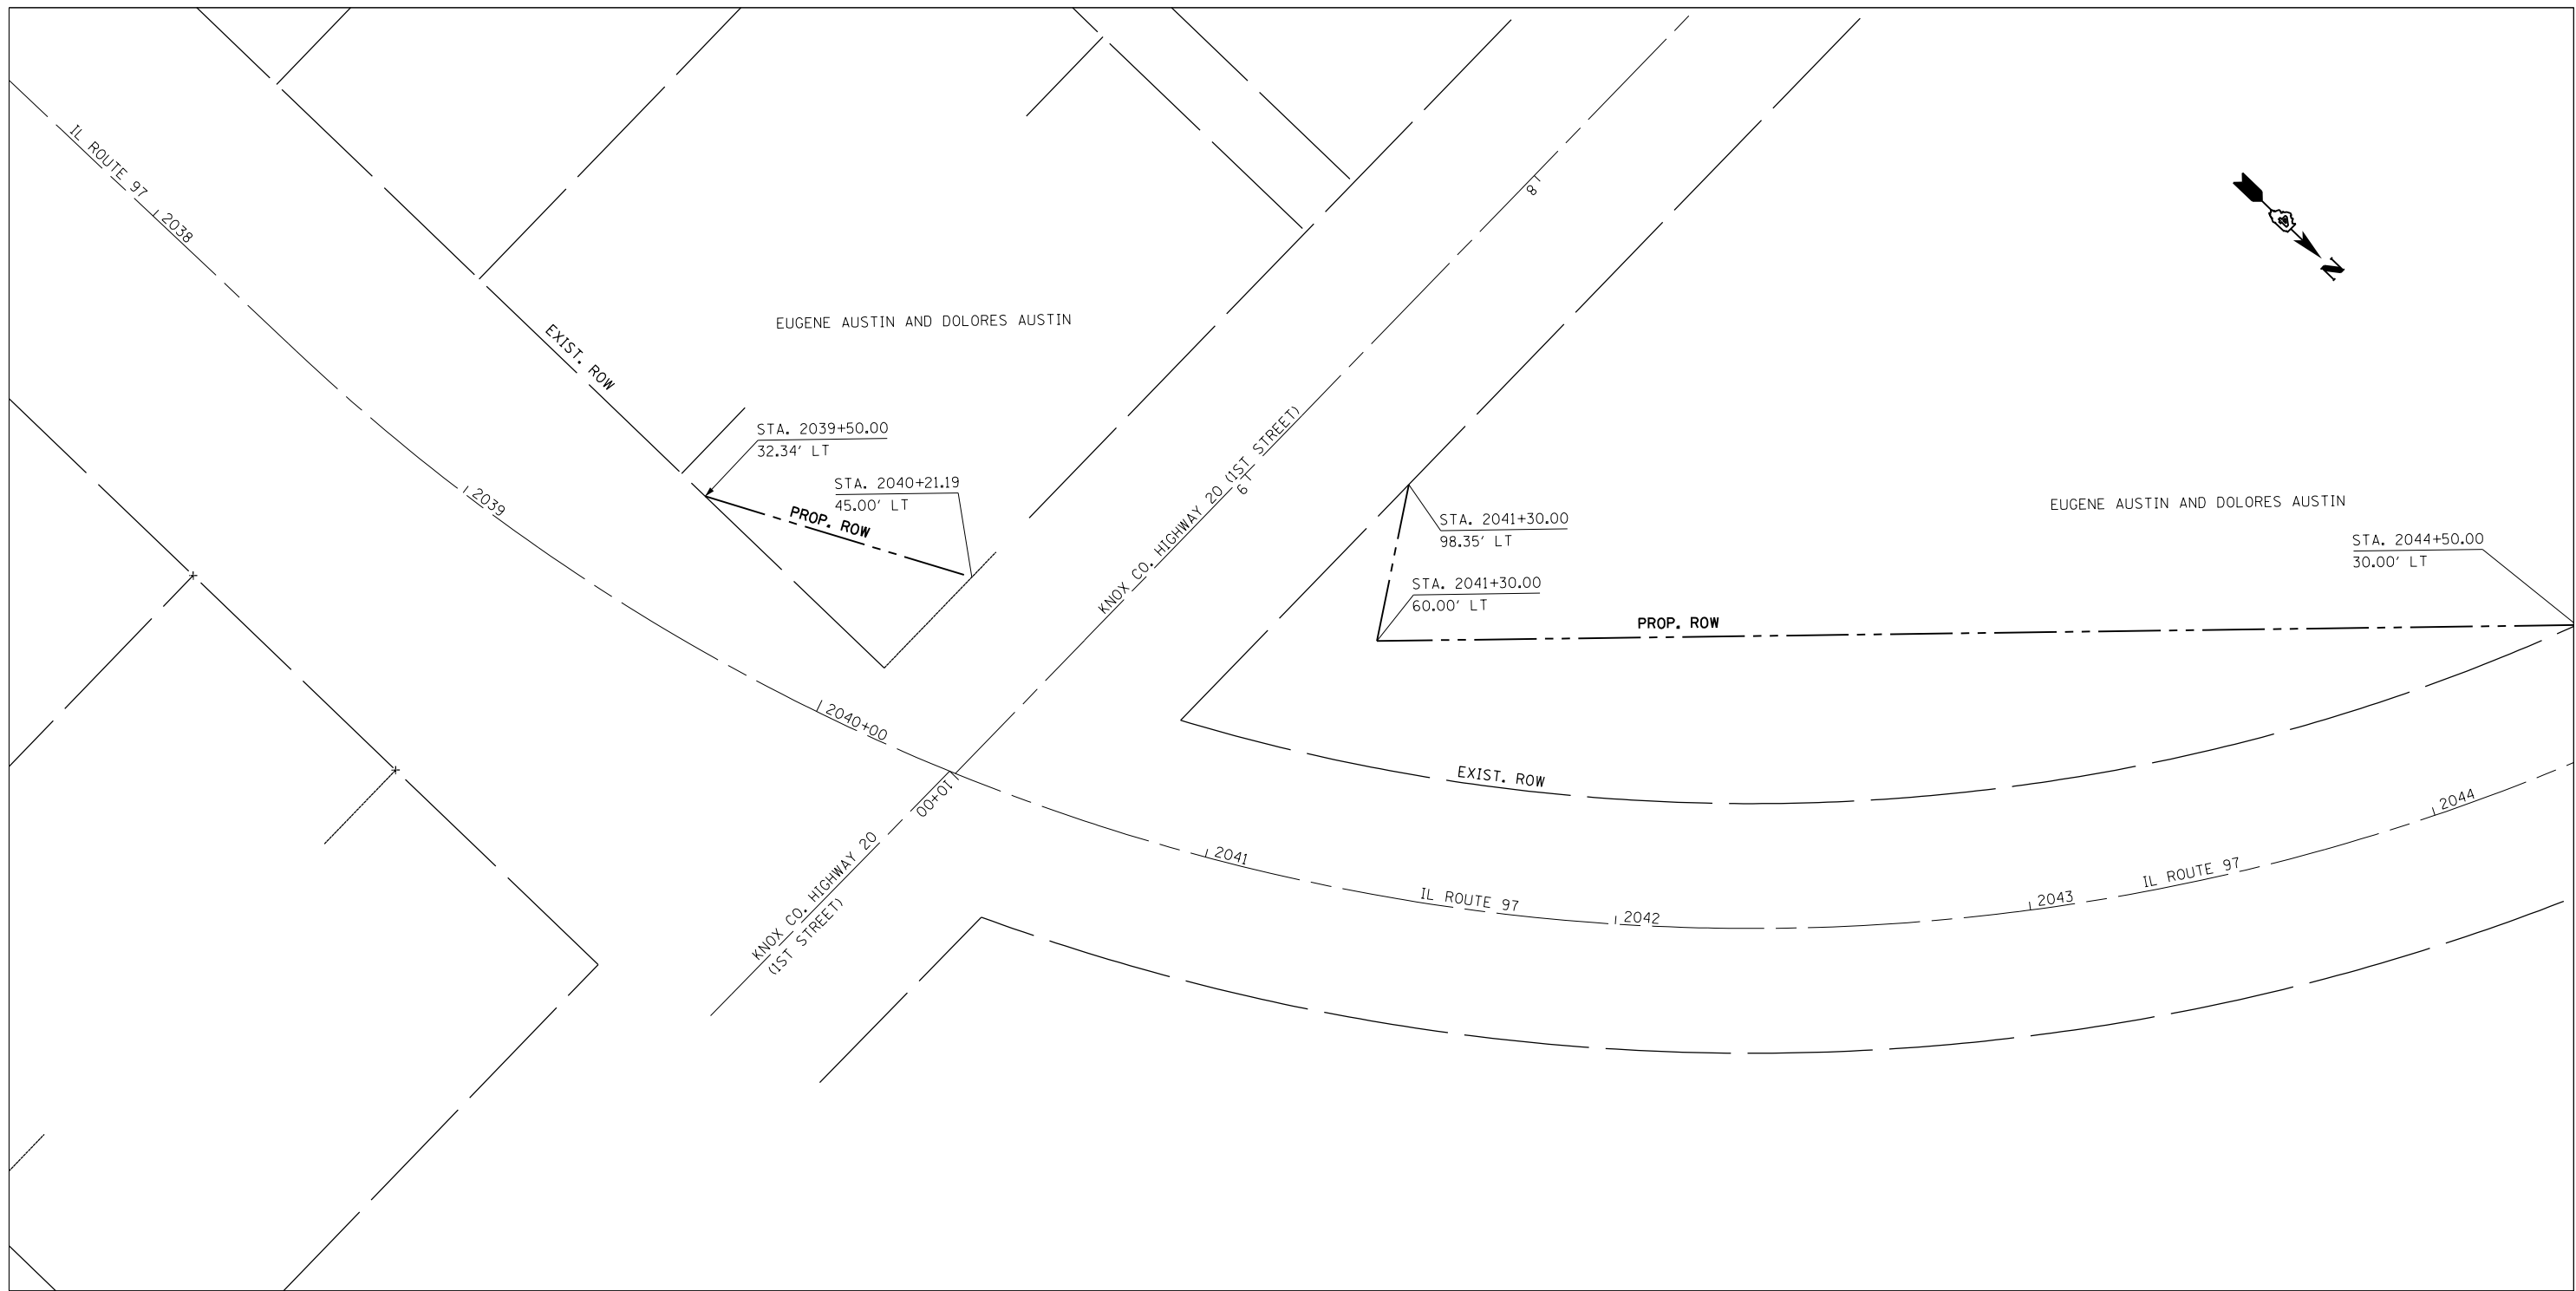 IL ROUTE 97
2038
8
N
EUGENE AUSTIN AND DOLORES AUSTIN
EXIST. ROW
STA. 2039+50.00
32.34' LT
STA. 2040+21.19
45.00' LT
PROP. ROW
2039
KNOX CO. HIGHWAY 20 (1ST STREET)
9
STA. 2041+30.00
98.35' LT
STA. 2041+30.00
60.00' LT
EUGENE AUSTIN AND DOLORES AUSTIN
STA. 2044+50.00
30.00' LT
PROP. ROW
2040+00
EXIST. ROW
10+00
KNOX CO. HIGHWAY 20
(1ST STREET)
2041
IL ROUTE 97
2042
2043
IL ROUTE 97
2044